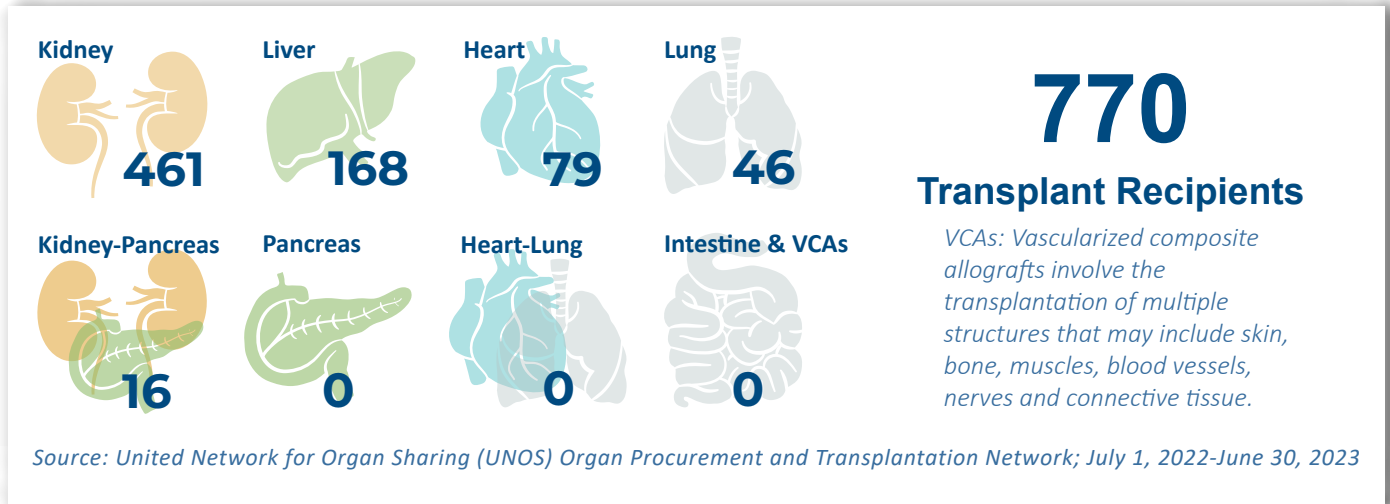 Kidney
461
Liver
168
Heart
79
Lung
46
Kidney-Pancreas
16
Pancreas
0
Heart-Lung
0
Intestine & VCAs
0
770
Transplant Recipients
VCAs: Vascularized composite
allografts involve the
transplantation of multiple
structures that may include skin,
bone, muscles, blood vessels,
nerves and connective tissue.
Source: United Network for Organ Sharing (UNOS) Organ Procurement and Transplantation Network; July 1, 2022-June 30, 2023